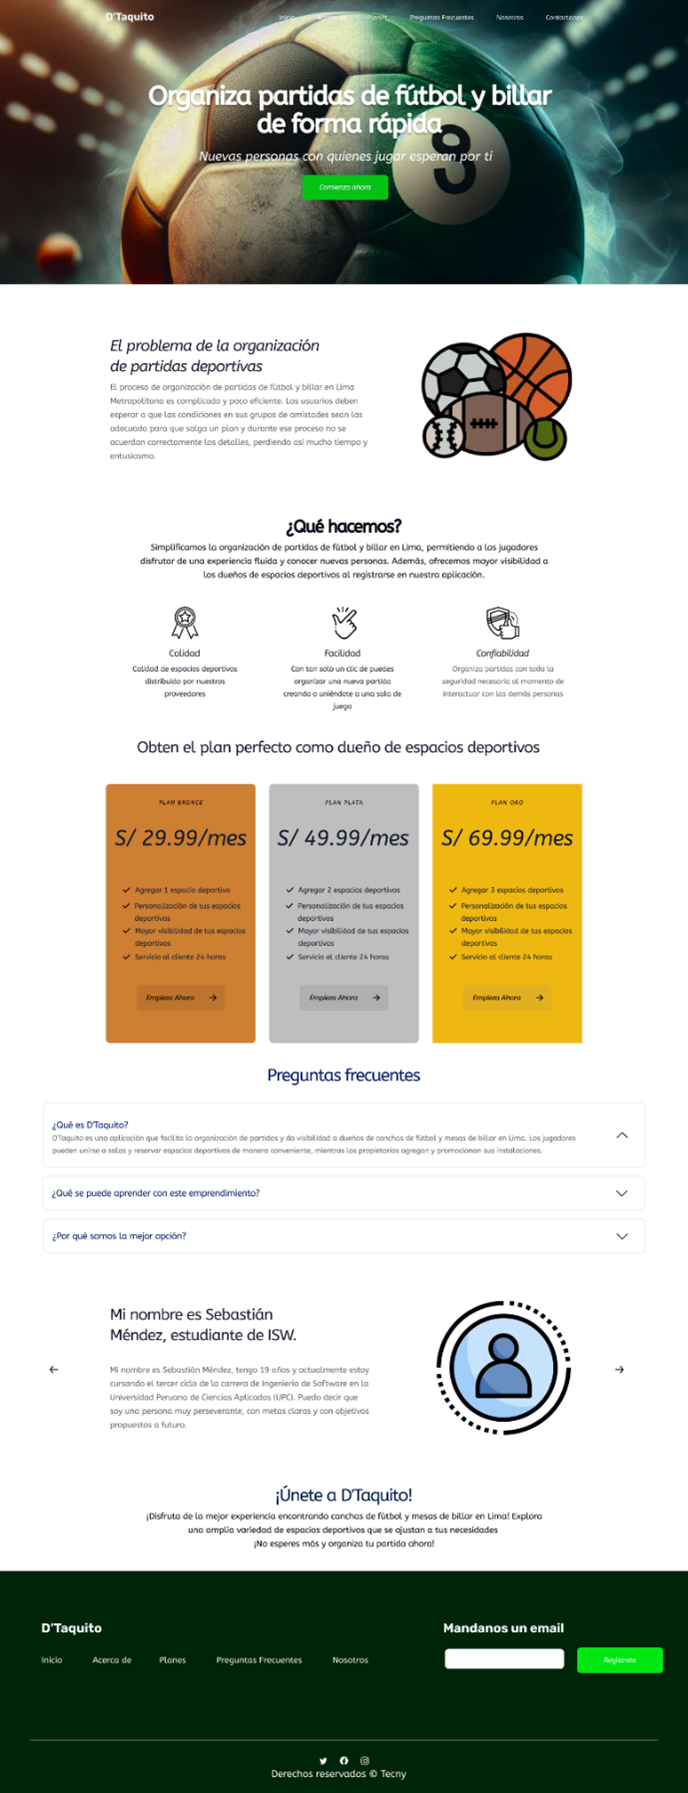 D'Taquito
Inicio Acerca de Planes Preguntas Frecuentes Nosotros Contactanos
Organiza partidas de fútbol y billar
de forma rápida
Nuevas personas con quienes jugar esperan por ti
Comienza ahora
8
El problema de la organización
de partidas deportivas
El proceso de organización de partidas de fútbol y billar en Lima
Metropolitana es complicado y poco eficiente. Los usuarios deben
esperar a que las condiciones en sus grupos de amistades sean las
adecuada para que salga un plan y durante ese proceso no se
acuerdan correctamente los detalles, perdiendo así mucho tiempo y
entusiasmo.
¿Qué hacemos?
Simplificamos la organización de partidas de fútbol y billar en Lima, permitiendo a los jugadores
disfrutar de una experiencia fluida y conocer nuevas personas. Además, ofrecemos mayor visibilidad a
los dueños de espacios deportivos al registrarse en nuestra aplicación.
Calidad
Calidad de espacios deportivos
distribuido por nuestros
proveedores
Facilidad
Con tan solo un clic de puedes
organizar una nueva partida
creando o uniéndote a una sala de
juego
Confiabilidad
Organiza partidas con toda la
seguridad necesaria al momento de
interactuar con las demás personas
Obten el plan perfecto como dueño de espacios deportivos
PLAN BRONCE
S/ 29.99/mes
Agregar 1 espacio deportivo
Personalización de tus espacios
deportivos
Mayor visibilidad de tus espacios
deportivos
Servicio al cliente 24 horas
Empieza Ahora
PLAN PLATA
S/ 49.99/mes
Agregar 2 espacios deportivos
Personalización de tus espacios
deportivos
Mayor visibilidad de tus espacios
deportivos
Servicio al cliente 24 horas
Empieza Ahora
PLAN ORO
S/ 69.99/mes
Agregar 3 espacios deportivos
Personalización de tus espacios
deportivos
Mayor visibilidad de tus espacios
deportivos
Servicio al cliente 24 horas
Empieza Ahora
Preguntas frecuentes
¿Qué es D'Taquito?
D'Taquito es una aplicación que facilita la organización de partidos y da visibilidad a dueños de canchas de fútbol y mesas de billar en Lima. Los jugadores
pueden unirse a salas y reservar espacios deportivos de manera conveniente, mientras los propietarios agregan y promocionan sus instalaciones.
¿Qué se puede aprender con este emprendimiento?
¿Por qué somos la mejor opción?
Mi nombre es Sebastián
Méndez, estudiante de ISW.
Mi nombre es Sebastián Méndez, tengo 19 años y actualmente estoy
cursando el tercer ciclo de la carrera de Ingeniería de Software en la
Universidad Peruana de Ciencias Aplicadas (UPC). Puedo decir que
soy una persona muy perseverante, con metas claras y con objetivos
propuestos a futuro.
¡Únete a D'Taquito!
¡Disfruta de la mejor experiencia encontrando canchas de fútbol y mesas de billar en Lima! Explora
una amplia variedad de espacios deportivos que se ajustan a tus necesidades
¡No esperes más y organiza tu partida ahora!
D'Taquito
Inicio Acerca de Planes Preguntas Frecuentes Nosotros
Mandanos un email
Registrate
Derechos reservados © Tecny